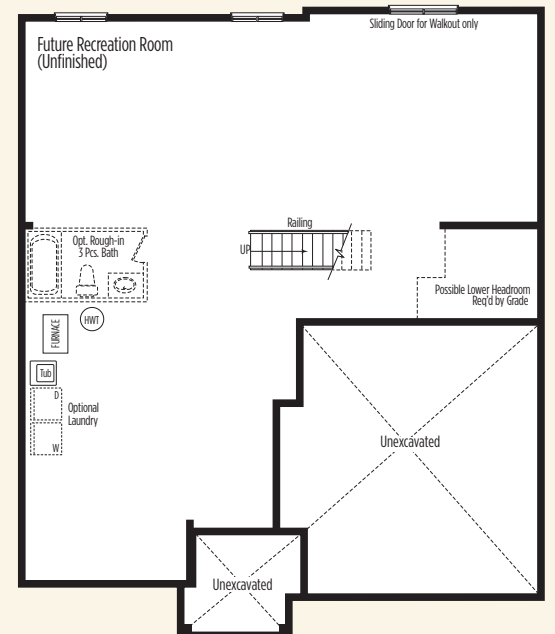 Sliding Door for Walkout only
Future Recreation Room
(Unfinished)
Railing
UP
Opt. Rough-in
3 Pcs. Bath
Possible Lower Headroom
Req'd by Grade
HWT
FURNACE
Tub
D
Optional
Laundry
W
Unexcavated
Unexcavated